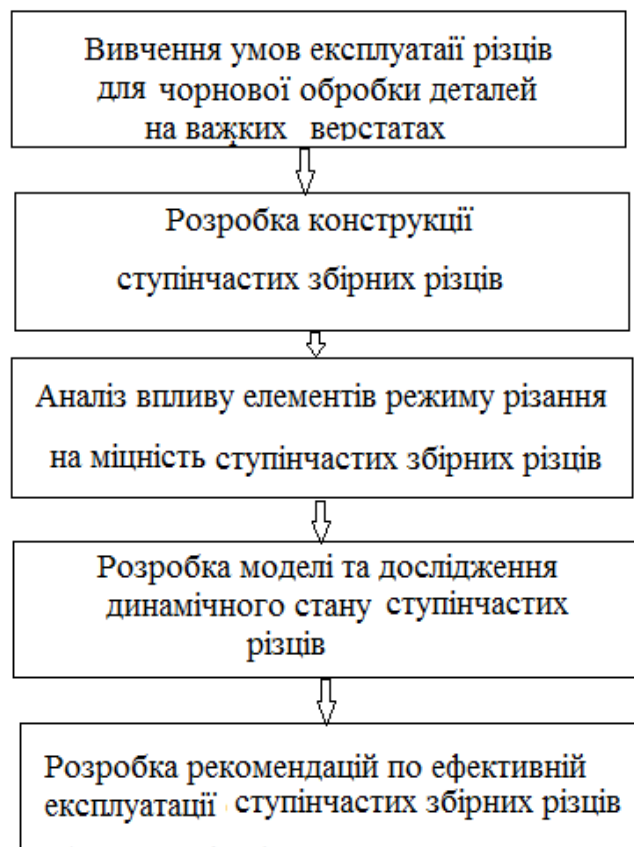 Вивчення умов експлуатаїї різців
для чорнової обробки деталей
на важких верстатах
Розробка конструкції
ступінчастих збірних різців
Аналіз впливу елементів режиму різання
на міцність ступінчастих збірних різців
Розробка моделі та дослідження
динамічного стану ступінчастих
різців
Розробка рекомендацій по ефективній
експлуатації ступінчастих збірних різців